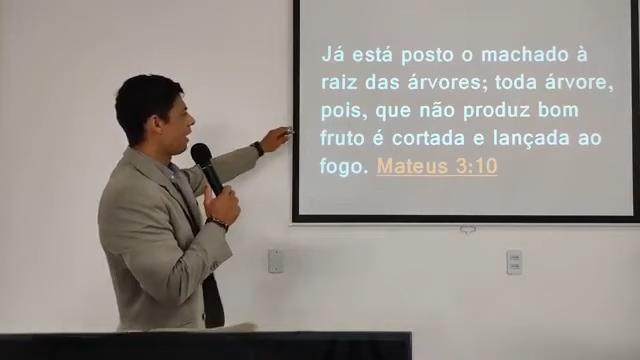 Já está posto o machado à
raiz das árvores; toda árvore,
pois, que não produz bom
fruto é cortada e lançada ao
fogo. Mateus 3:10